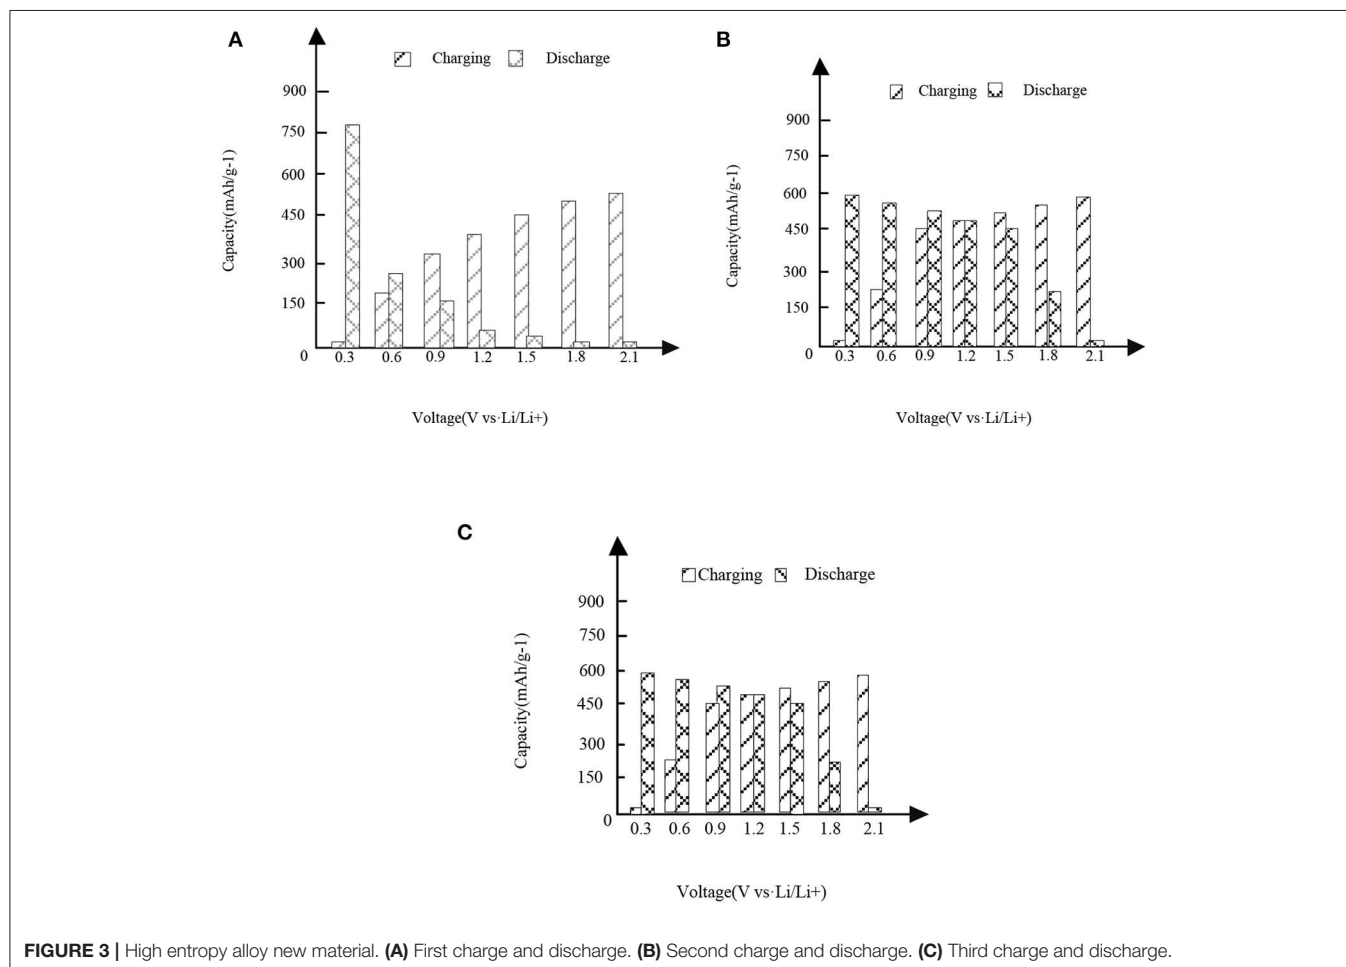 A
Charging Discharge
900
750
600
450
300
150
0
Capacity(mAh/g-1)
0.3 0.6 0.9 1.2 1.5 1.8 2.1
Voltage(V vs·Li/Li+)
B
Charging Discharge
900
750
600
450
300
150
0
Capacity(mAh/g-1)
0.3 0.6 0.9 1.2 1.5 1.8 2.1
Voltage(V vs·Li/Li+)
C
Charging Discharge
900
750
600
450
300
150
0
Capacity(mAh/g-1)
0.3 0.6 0.9 1.2 1.5 1.8 2.1
Voltage(V vs·Li/Li+)
FIGURE 3 | High entropy alloy new material. (A) First charge and discharge. (B) Second charge and discharge. (C) Third charge and discharge.